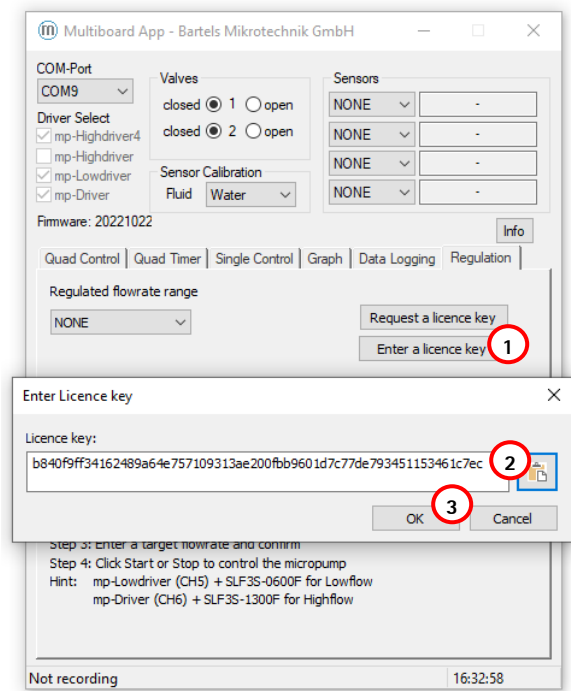 Multiboard App - Bartels Mikrotechnik GmbH
COM-Port
COM9
Driver Select
mp-Highdriver4
mp-Highdriver
mp-Lowdriver
mp-Driver
Valves
closed 1 open
closed 2 open
Sensor Calibration
Fluid Water
Sensors
NONE -
NONE -
NONE -
NONE -
Firmware: 20221022
Info
Quad Control Quad Timer Single Control Graph Data Logging Regulation
Regulated flowrate range
NONE
Request a licence key
Enter a licence key 1
Enter Licence key
Licence key:
b840f9ff34162489a64e757109313ae200fbb9601d7c77de793451153461c7ec 2
3
OK Cancel
Step 3: Enter a target flowrate and confirm
Step 4: Click Start or Stop to control the micropump
Hint: mp-Lowdriver (CH5) + SLF3S-0600F for Lowflow
mp-Driver (CH6) + SLF3S-1300F for Highflow
Not recording 16:32:58